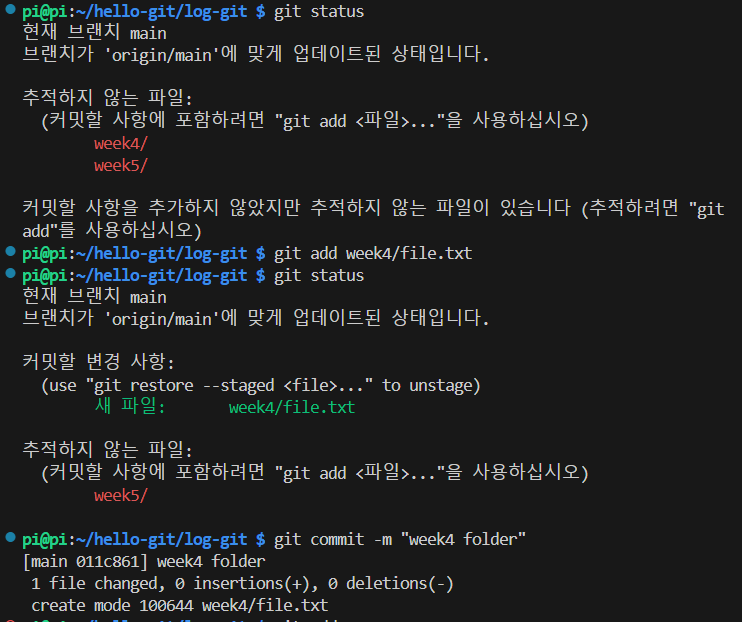 pi@pi:~/hello-git/log-git $ git status
현재 브랜치 main
브랜치가 'origin/main'에 맞게 업데이트된 상태입니다.
추적하지 않는 파일:
(커밋할 사항에 포함하려면 "git add <파일>..."을 사용하십시오)
week4/
week5/
커밋할 사항을 추가하지 않았지만 추적하지 않는 파일이 있습니다 (추적하려면 "git
add"를 사용하십시오)
pi@pi:~/hello-git/log-git $ git add week4/file.txt
pi@pi:~/hello-git/log-git $ git status
현재 브랜치 main
브랜치가 'origin/main'에 맞게 업데이트된 상태입니다.
커밋할 변경 사항:
(use "git restore --staged <file>..." to unstage)
새 파일:       week4/file.txt
추적하지 않는 파일:
(커밋할 사항에 포함하려면 "git add <파일>..."을 사용하십시오)
week5/
pi@pi:~/hello-git/log-git $ git commit -m "week4 folder"
[main 011c861] week4 folder
1 file changed, 0 insertions(+), 0 deletions(-)
create mode 100644 week4/file.txt